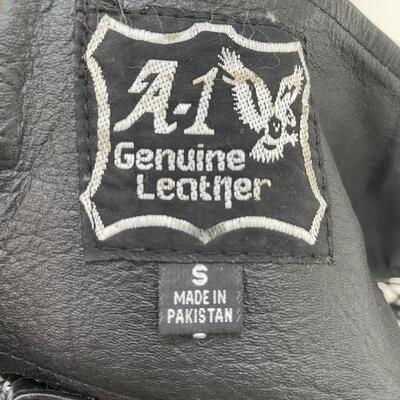 A-1
Genuine
Leather
S
MADE IN
PAKISTAN